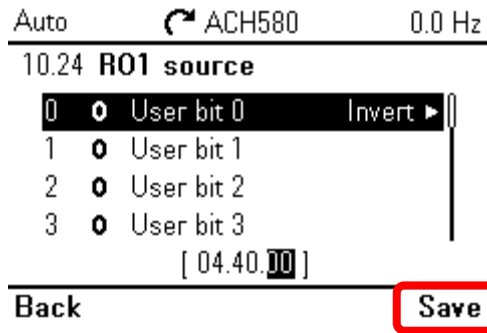 Auto ACH580 0.0 Hz
10.24 RO1 source
0 0 User bit 0 Invert ►
1 0 User bit 1
2 0 User bit 2
3 0 User bit 3
[ 04.40.00 ]
Back Save